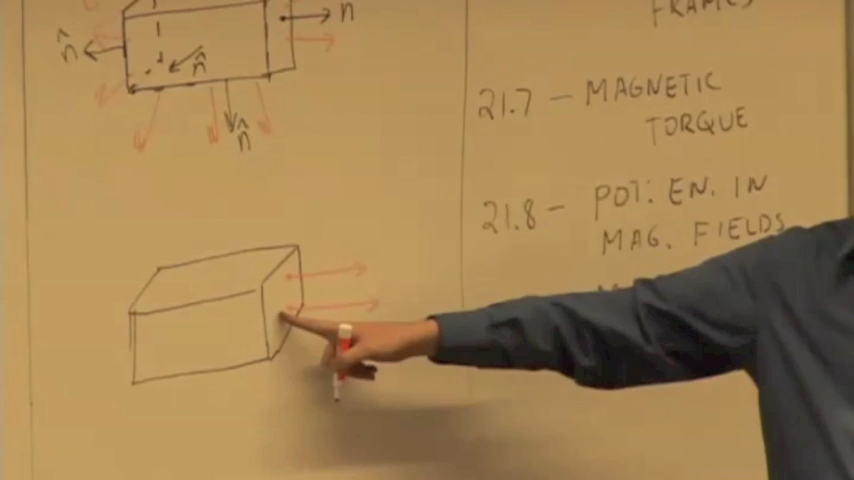 n
n̂
n̂
n̂
FRAMES
21.7 - MAGNETIC
TORQUE
21.8 - POT. EN. IN
MAG. FIELDS